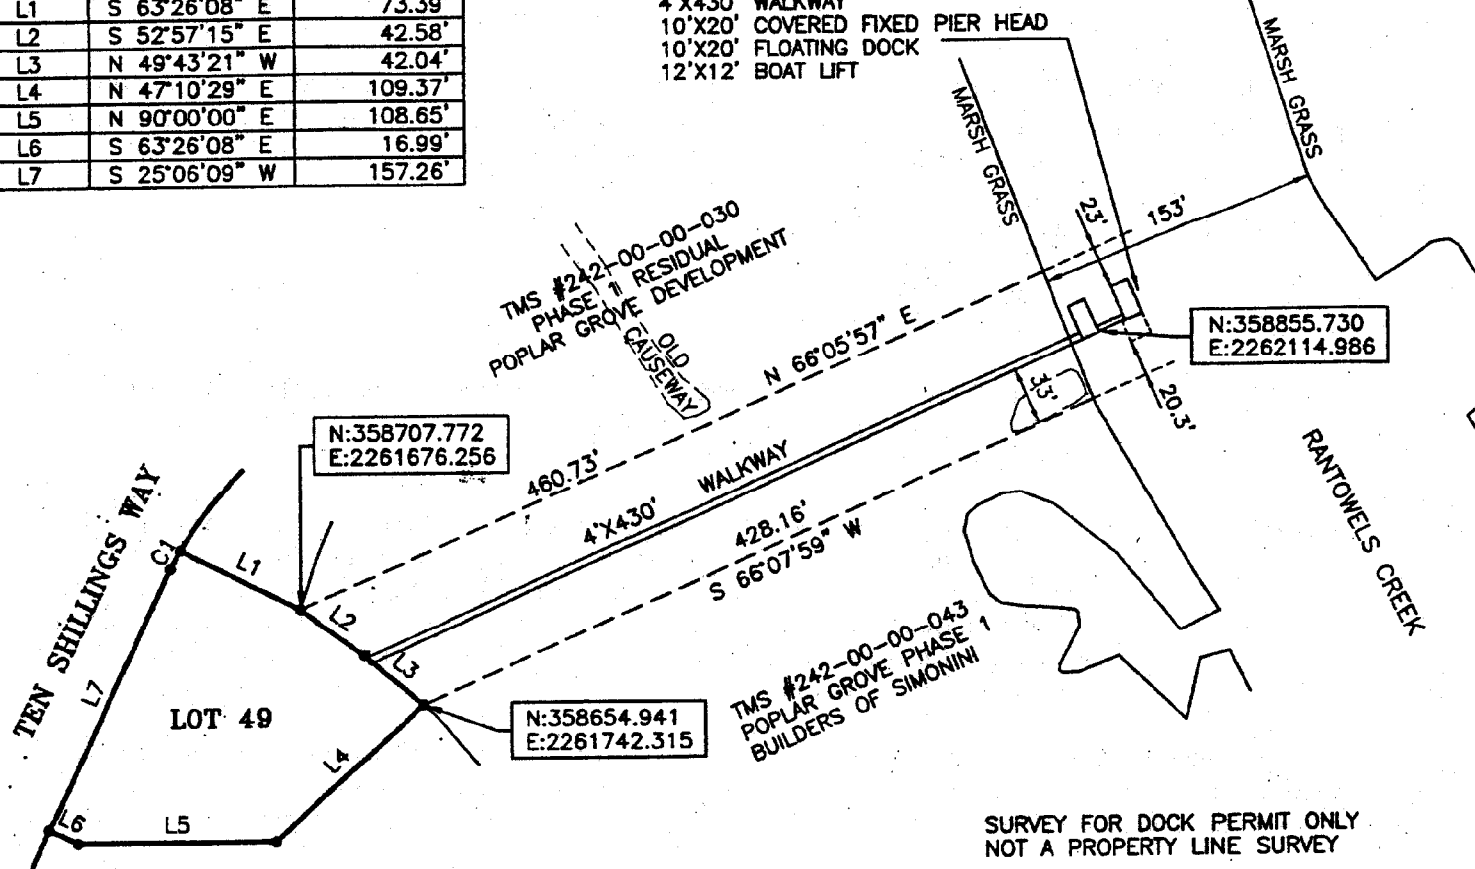 L1 S 63°26'08" E 73.39'
L2 S 52°57'15" E 42.58'
L3 N 49°43'21" W 42.04'
L4 N 47°10'29" E 109.37'
L5 N 90°00'00" E 108.65'
L6 S 63°26'08" E 16.99'
L7 S 25°06'09" W 157.26'
4'X430' WALKWAY
10'X20' COVERED FIXED PIER HEAD
10'X20' FLOATING DOCK
12'X12' BOAT LIFT
MARSH GRASS
MARSH GRASS
23'
153'
TMS #242-00-00-030
PHASE 1 RESIDUAL
POPLAR GROVE DEVELOPMENT
OLD
CAUSEWAY
N 66°05'57" E
N:358855.730
E:2262114.986
33'
20.3'
N:358707.772
E:2261676.256
460.73'
4'X430' WALKWAY
428.16'
S 66°07'59" W
RANTOWELS CREEK
TEN SHILLINGS WAY
C1
L1
L2
L3
L7
LOT 49
L4
L6
L5
N:358654.941
E:2261742.315
TMS #242-00-00-043
POPLAR GROVE PHASE 1
BUILDERS OF SIMONINI
SURVEY FOR DOCK PERMIT ONLY
NOT A PROPERTY LINE SURVEY